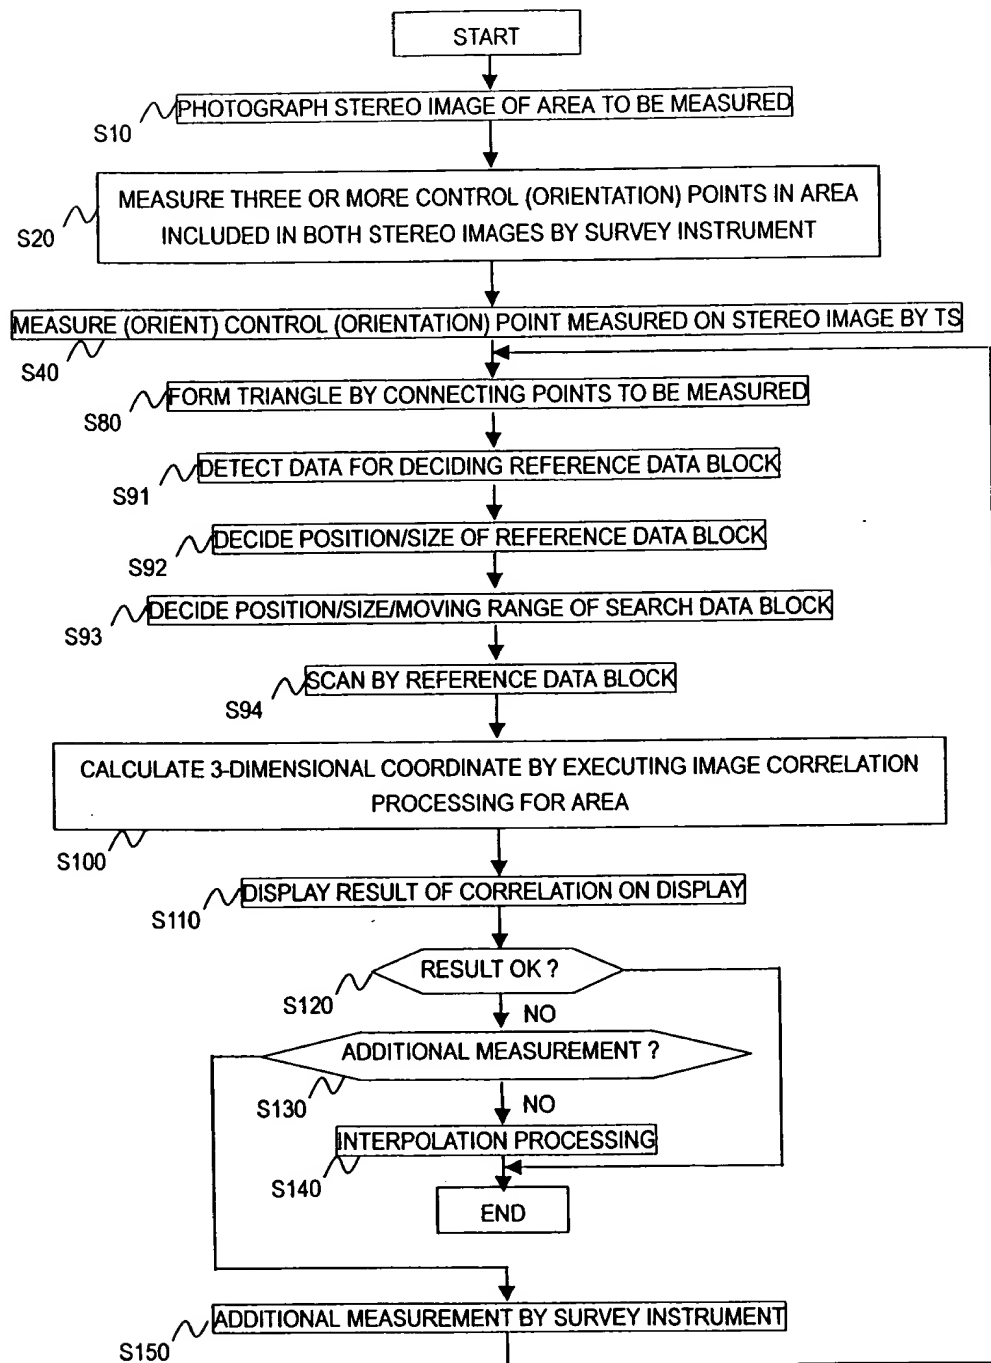 START
PHOTOGRAPH STEREO IMAGE OF AREA TO BE MEASURED
S10
MEASURE THREE OR MORE CONTROL (ORIENTATION) POINTS IN AREA
INCLUDED IN BOTH STEREO IMAGES BY SURVEY INSTRUMENT
S20
MEASURE (ORIENT) CONTROL (ORIENTATION) POINT MEASURED ON STEREO IMAGE BY TS
S40
FORM TRIANGLE BY CONNECTING POINTS TO BE MEASURED
S80
DETECT DATA FOR DECIDING REFERENCE DATA BLOCK
S91
DECIDE POSITION/SIZE OF REFERENCE DATA BLOCK
S92
DECIDE POSITION/SIZE/MOVING RANGE OF SEARCH DATA BLOCK
S93
SCAN BY REFERENCE DATA BLOCK
S94
CALCULATE 3-DIMENSIONAL COORDINATE BY EXECUTING IMAGE CORRELATION
PROCESSING FOR AREA
S100
DISPLAY RESULT OF CORRELATION ON DISPLAY
S110
RESULT OK ?
S120
NO
ADDITIONAL MEASUREMENT ?
S130
NO
INTERPOLATION PROCESSING
S140
END
ADDITIONAL MEASUREMENT BY SURVEY INSTRUMENT
S150